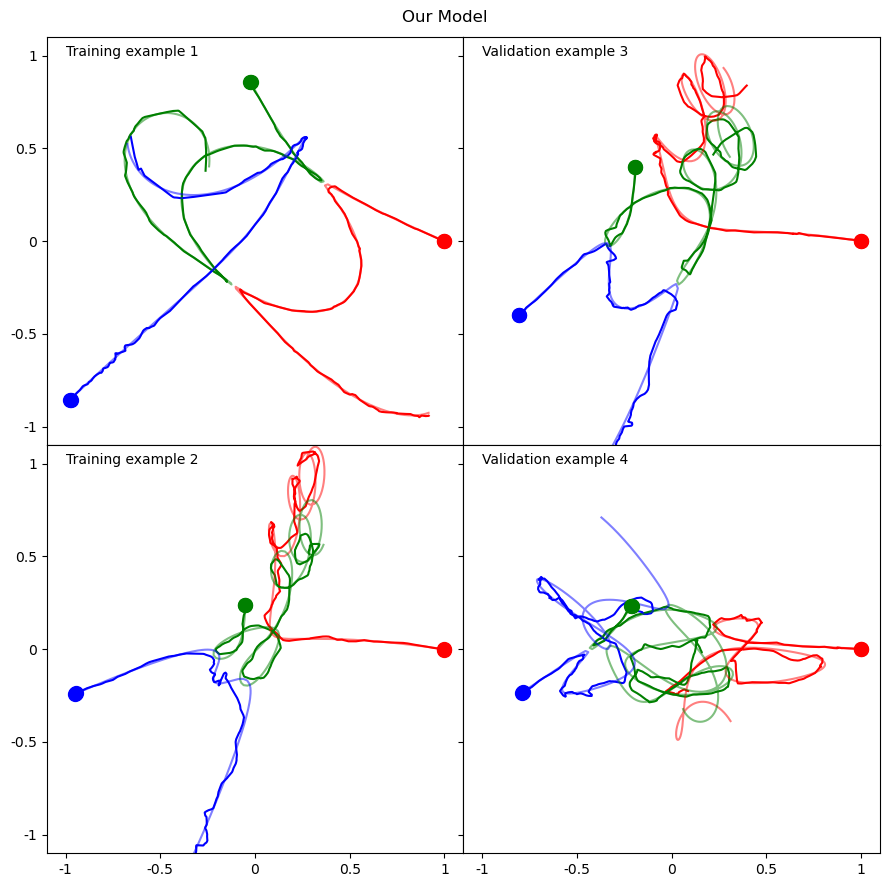 Our Model
Training example 1
Validation example 3
1
0.5
0
-0.5
-1
Training example 2
Validation example 4
1
0.5
0
-0.5
-1
-1 -0.5 0 0.5 1
-1 -0.5 0 0.5 1